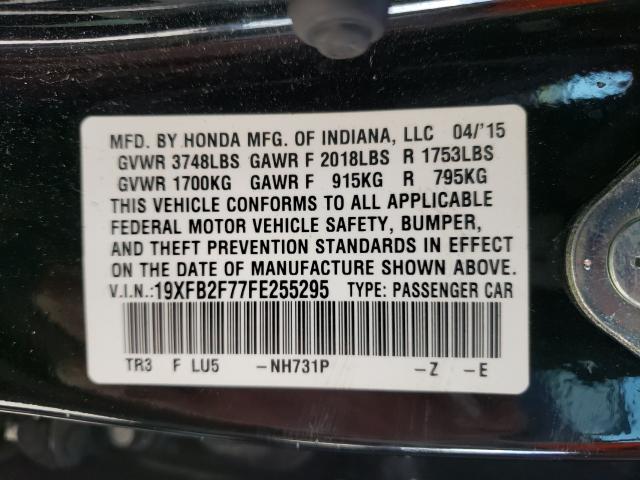 MFD. BY HONDA MFG. OF INDIANA, LLC 04/'15
GVWR 3748LBS GAWR F 2018LBS R 1753LBS
GVWR 1700KG GAWR F 915KG R 795KG
THIS VEHICLE CONFORMS TO ALL APPLICABLE
FEDERAL MOTOR VEHICLE SAFETY, BUMPER,
AND THEFT PREVENTION STANDARDS IN EFFECT
ON THE DATE OF MANUFACTURE SHOWN ABOVE.
V.I.N.:19XFB2F77FE255295 TYPE: PASSENGER CAR
TR3 F LU5 -NH731P -Z -E